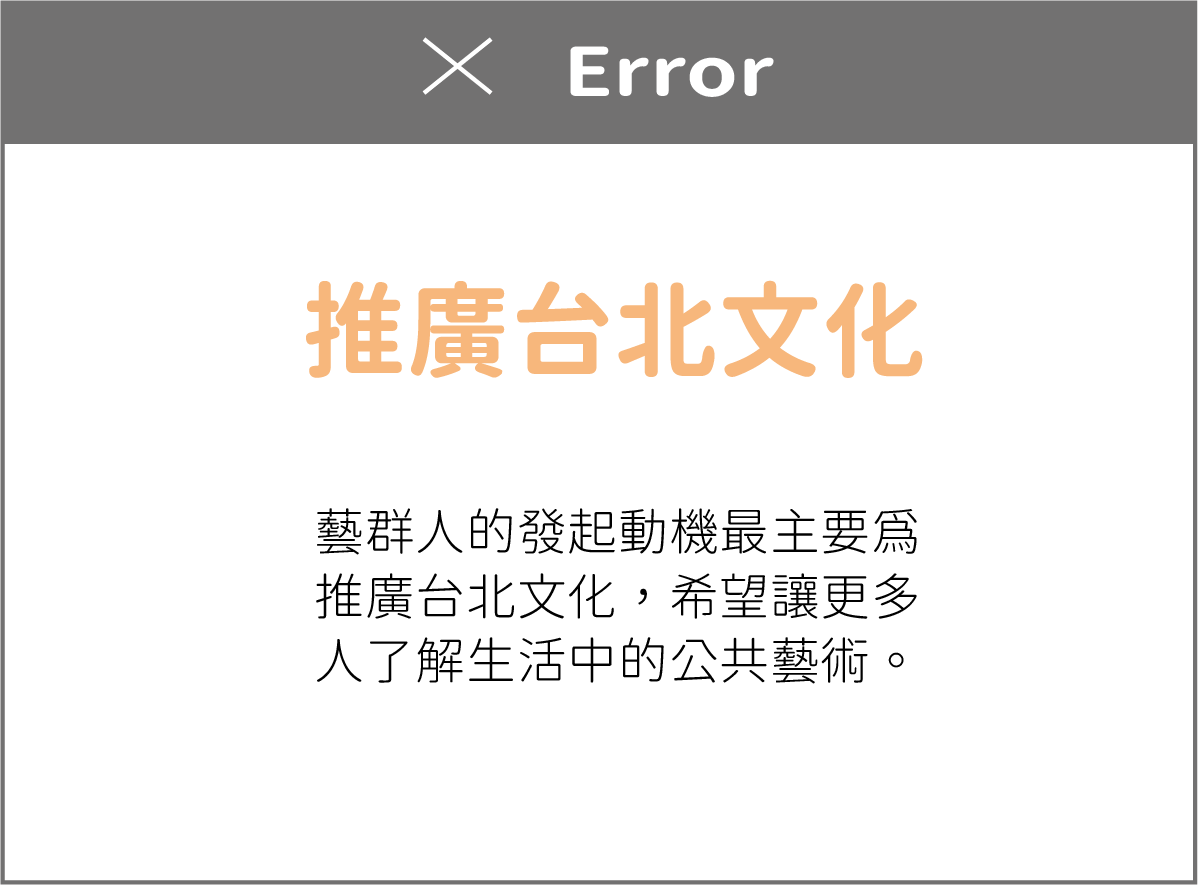 Error
推廣台北文化
藝群人的發起動機最主要為
推廣台北文化，希望讓更多
人了解生活中的公共藝術。